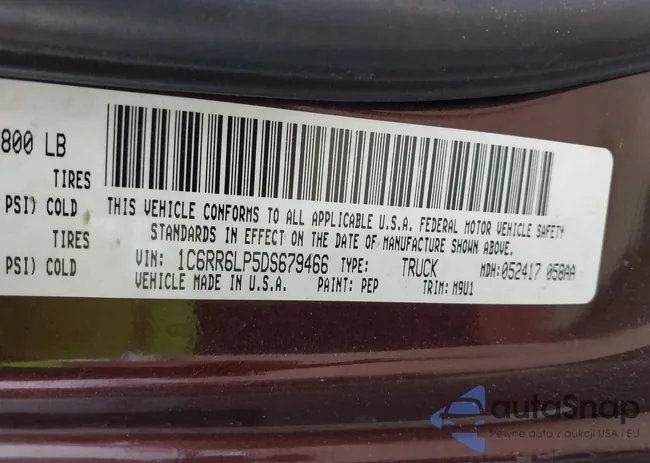 800 LB
TIRES
PSI) COLD
THIS VEHICLE CONFORMS TO ALL APPLICABLE U.S.A. FEDERAL MOTOR VEHICLE SAFETY
TIRES
STANDARDS IN EFFECT ON THE DATE OF MANUFACTURE SHOWN ABOVE.
PSI) COLD
VIN: 1C6RR6LP5DS679466 TYPE: TRUCK MDH:052417 058AA
VEHICLE MADE IN U.S.A. PAINT: PEP TRIM: M9U1
autoSnap
Pewne auta z aukcji USA i EU